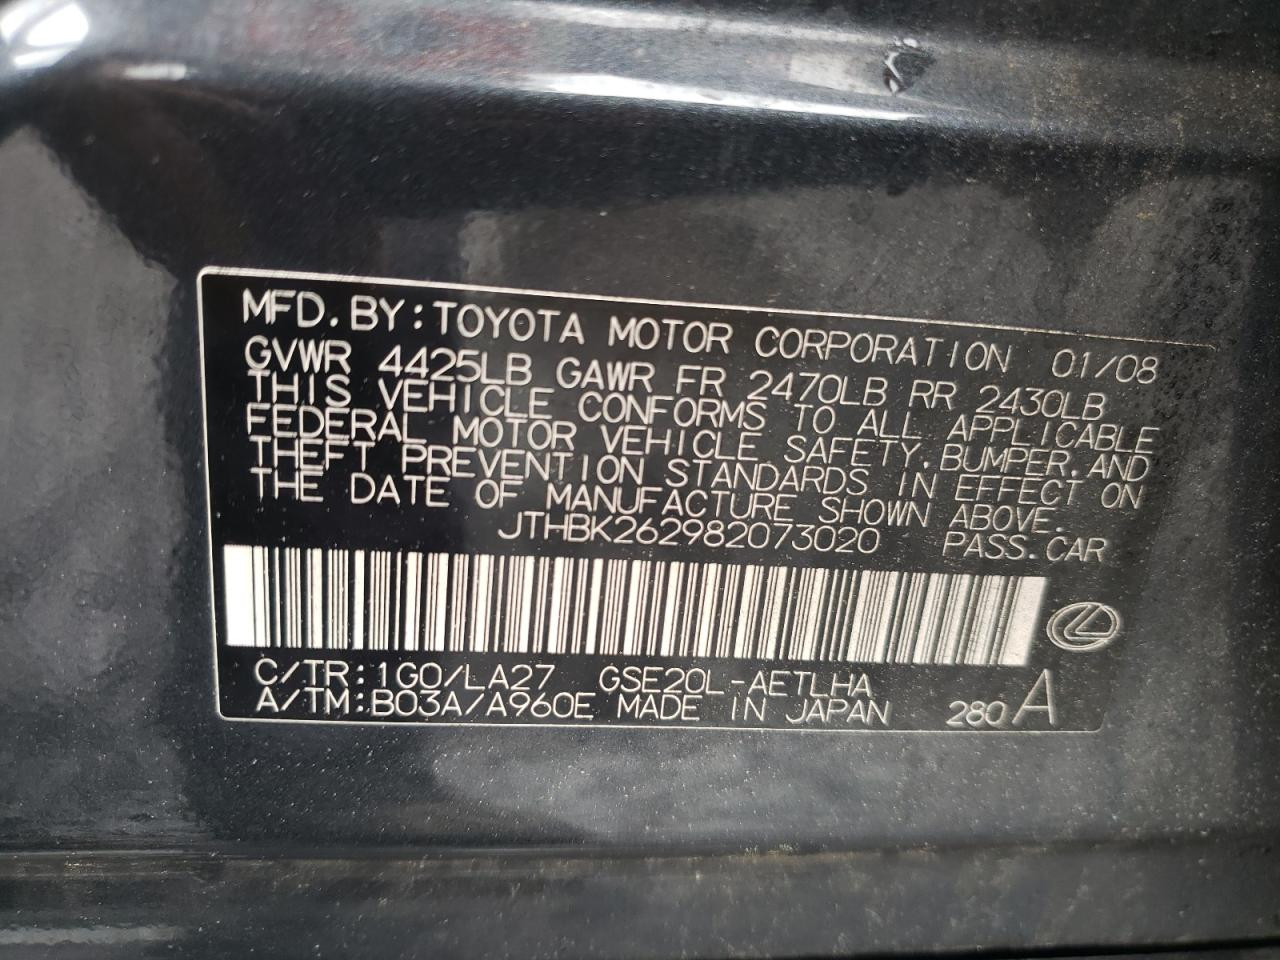 MFD. BY: TOYOTA MOTOR CORPORATION 01/08
GVWR 4425LB GAWR FR 2470LB RR 2430LB
THIS VEHICLE CONFORMS TO ALL APPLICABLE
FEDERAL MOTOR VEHICLE SAFETY, BUMPER, AND
THEFT PREVENTION STANDARDS IN EFFECT ON
THE DATE OF MANUFACTURE SHOWN ABOVE.
JTHBK262982073020 PASS. CAR
C/TR: 1G0/LA27 GSE20L-AETLHA
A/TM: B03A/A960E MADE IN JAPAN 280 A